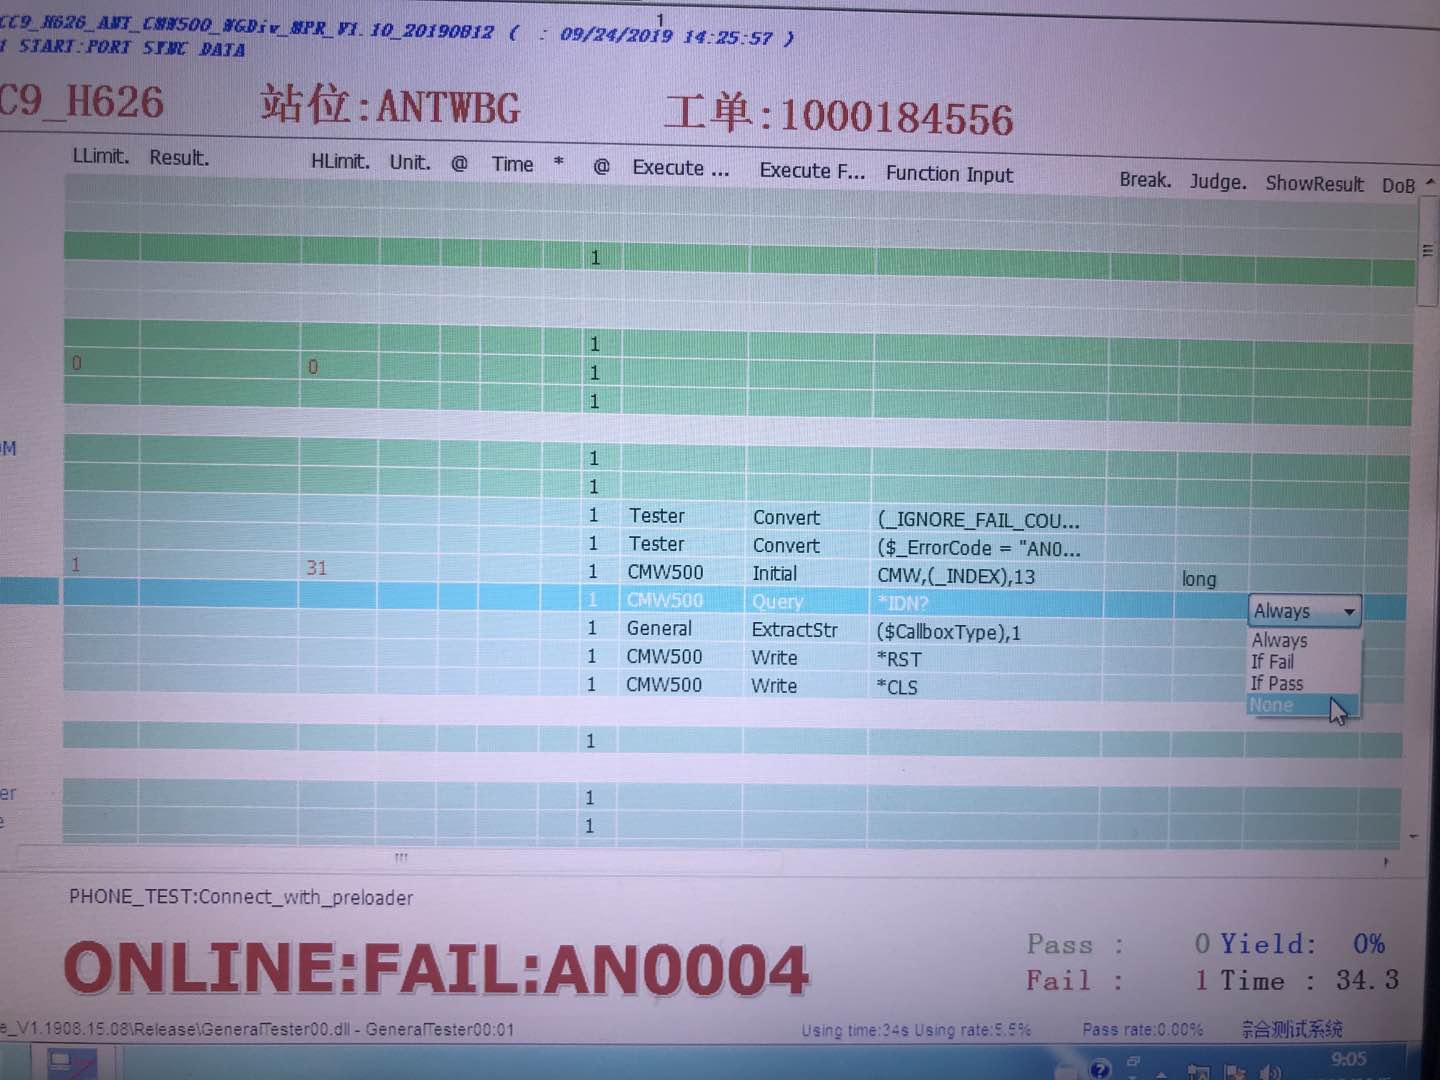 1
CC9_H626_ANT_CMW500_WGDiv_MPR_V1.10_20190812 ( : 09/24/2019 14:25:57 )
1 START:PORT SYNC DATA
CC9_H626 站位:ANTWBG 工单:1000184556
LLimit. Result. HLimit. Unit. @ Time * @ Execute ... Execute F... Function Input Break. Judge. ShowResult DoB
1
1
0 0 1
1
1
1
1 Tester Convert (_IGNORE_FAIL_COU...
1 Tester Convert ($_ErrorCode = "AN0...
1 31 1 CMW500 Initial CMW,(_INDEX),13 long
1 CMW500 Query *IDN? Always
1 General ExtractStr ($CallboxType),1 Always
If Fail
1 CMW500 Write *RST If Pass
1 CMW500 Write *CLS None
1
1
1
PHONE_TEST:Connect_with_preloader
ONLINE:FAIL:AN0004
Pass : 0 Yield: 0%
Fail : 1 Time : 34.3
e_V1.1908.15.08\Release\GeneralTester00.dll - GeneralTester00:01 Using time:34s Using rate:5.5% Pass rate:0.00% 综合测试系统
9:05